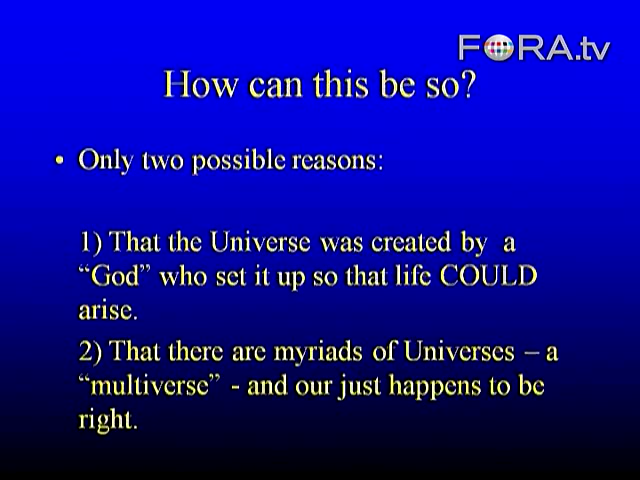 FORA.tv
How can this be so?
• Only two possible reasons:
1) That the Universe was created by a
“God” who set it up so that life COULD
arise.
2) That there are myriads of Universes – a
“multiverse” - and our just happens to be
right.